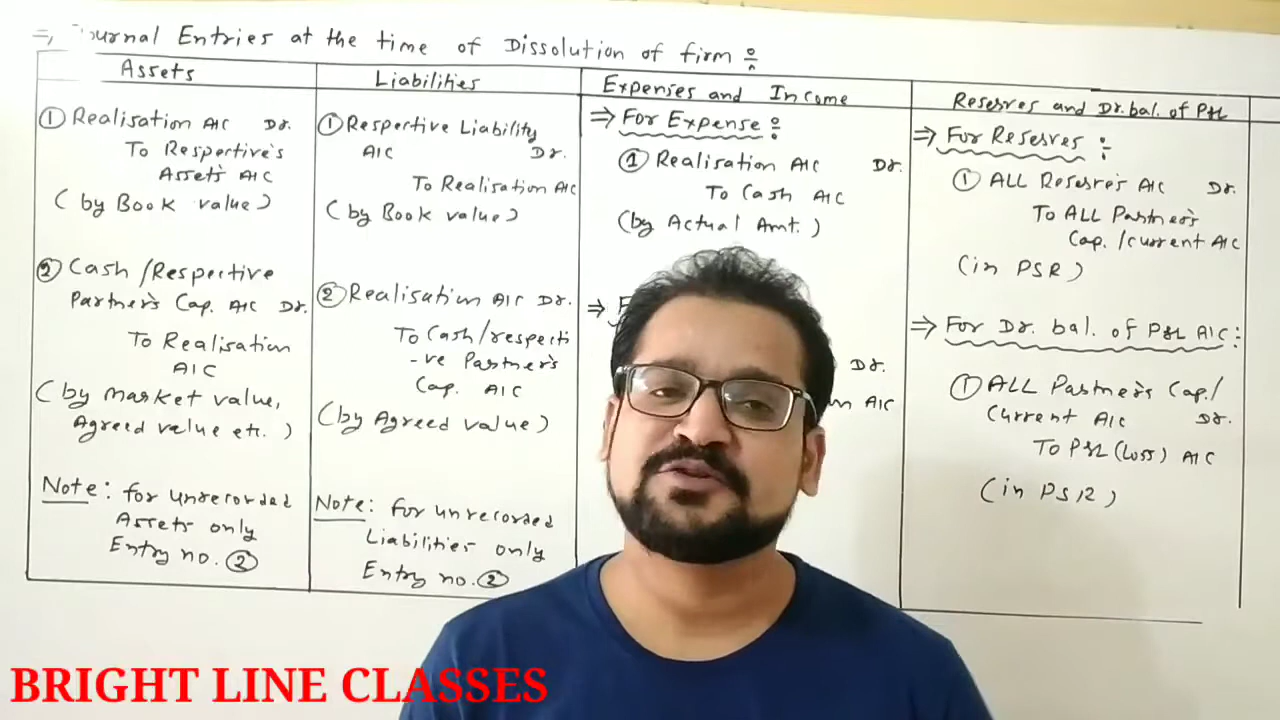 =, Journal Entries at the time of Dissolution of firm :
Assets
① Realisation A/C Dr.
To Respective's
Asset's A/C
(by Book value)
② Cash/Respective
Partner's Cap. A/C Dr.
To Realisation
A/C
(by market value,
Agreed value etc.)
Note: for unrecorded
Assets only
Entry no. ②
Liabilities
① Respective Liability
A/C Dr.
To Realisation A/C
(by Book value)
② Realisation A/C Dr.
To Cash/respecti
-ve Partner's
Cap. A/C
(by Agreed value)
Note: for unrecorded
Liabilities only
Entry no. ②
Expenses and Income
⇒ For Expense :
① Realisation A/C Dr.
To Cash A/C
(by Actual Amt.)
⇒
Dr.
A/C
Reserves and Dr. bal. of P&L
⇒ For Reserves :
① ALL Reserve's A/C Dr.
To ALL Partner's
Cap. /current A/C
(in PSR)
⇒ For Dr. bal. of P&L A/C :
① ALL Partner's Cap/
Current A/C Dr.
To P&L (Loss) A/C
(in PSR)
BRIGHT LINE CLASSES